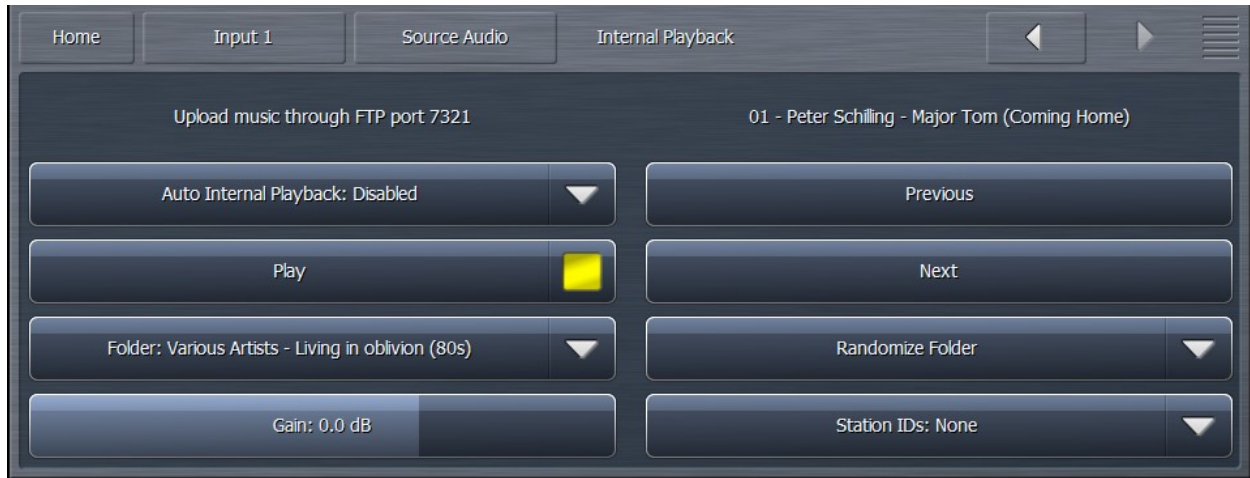 Home
Input 1
Source Audio
Internal Playback
Upload music through FTP port 7321
01 - Peter Schilling - Major Tom (Coming Home)
Auto Internal Playback: Disabled
Previous
Play
Next
Folder: Various Artists - Living in oblivion (80s)
Randomize Folder
Gain: 0.0 dB
Station IDs: None